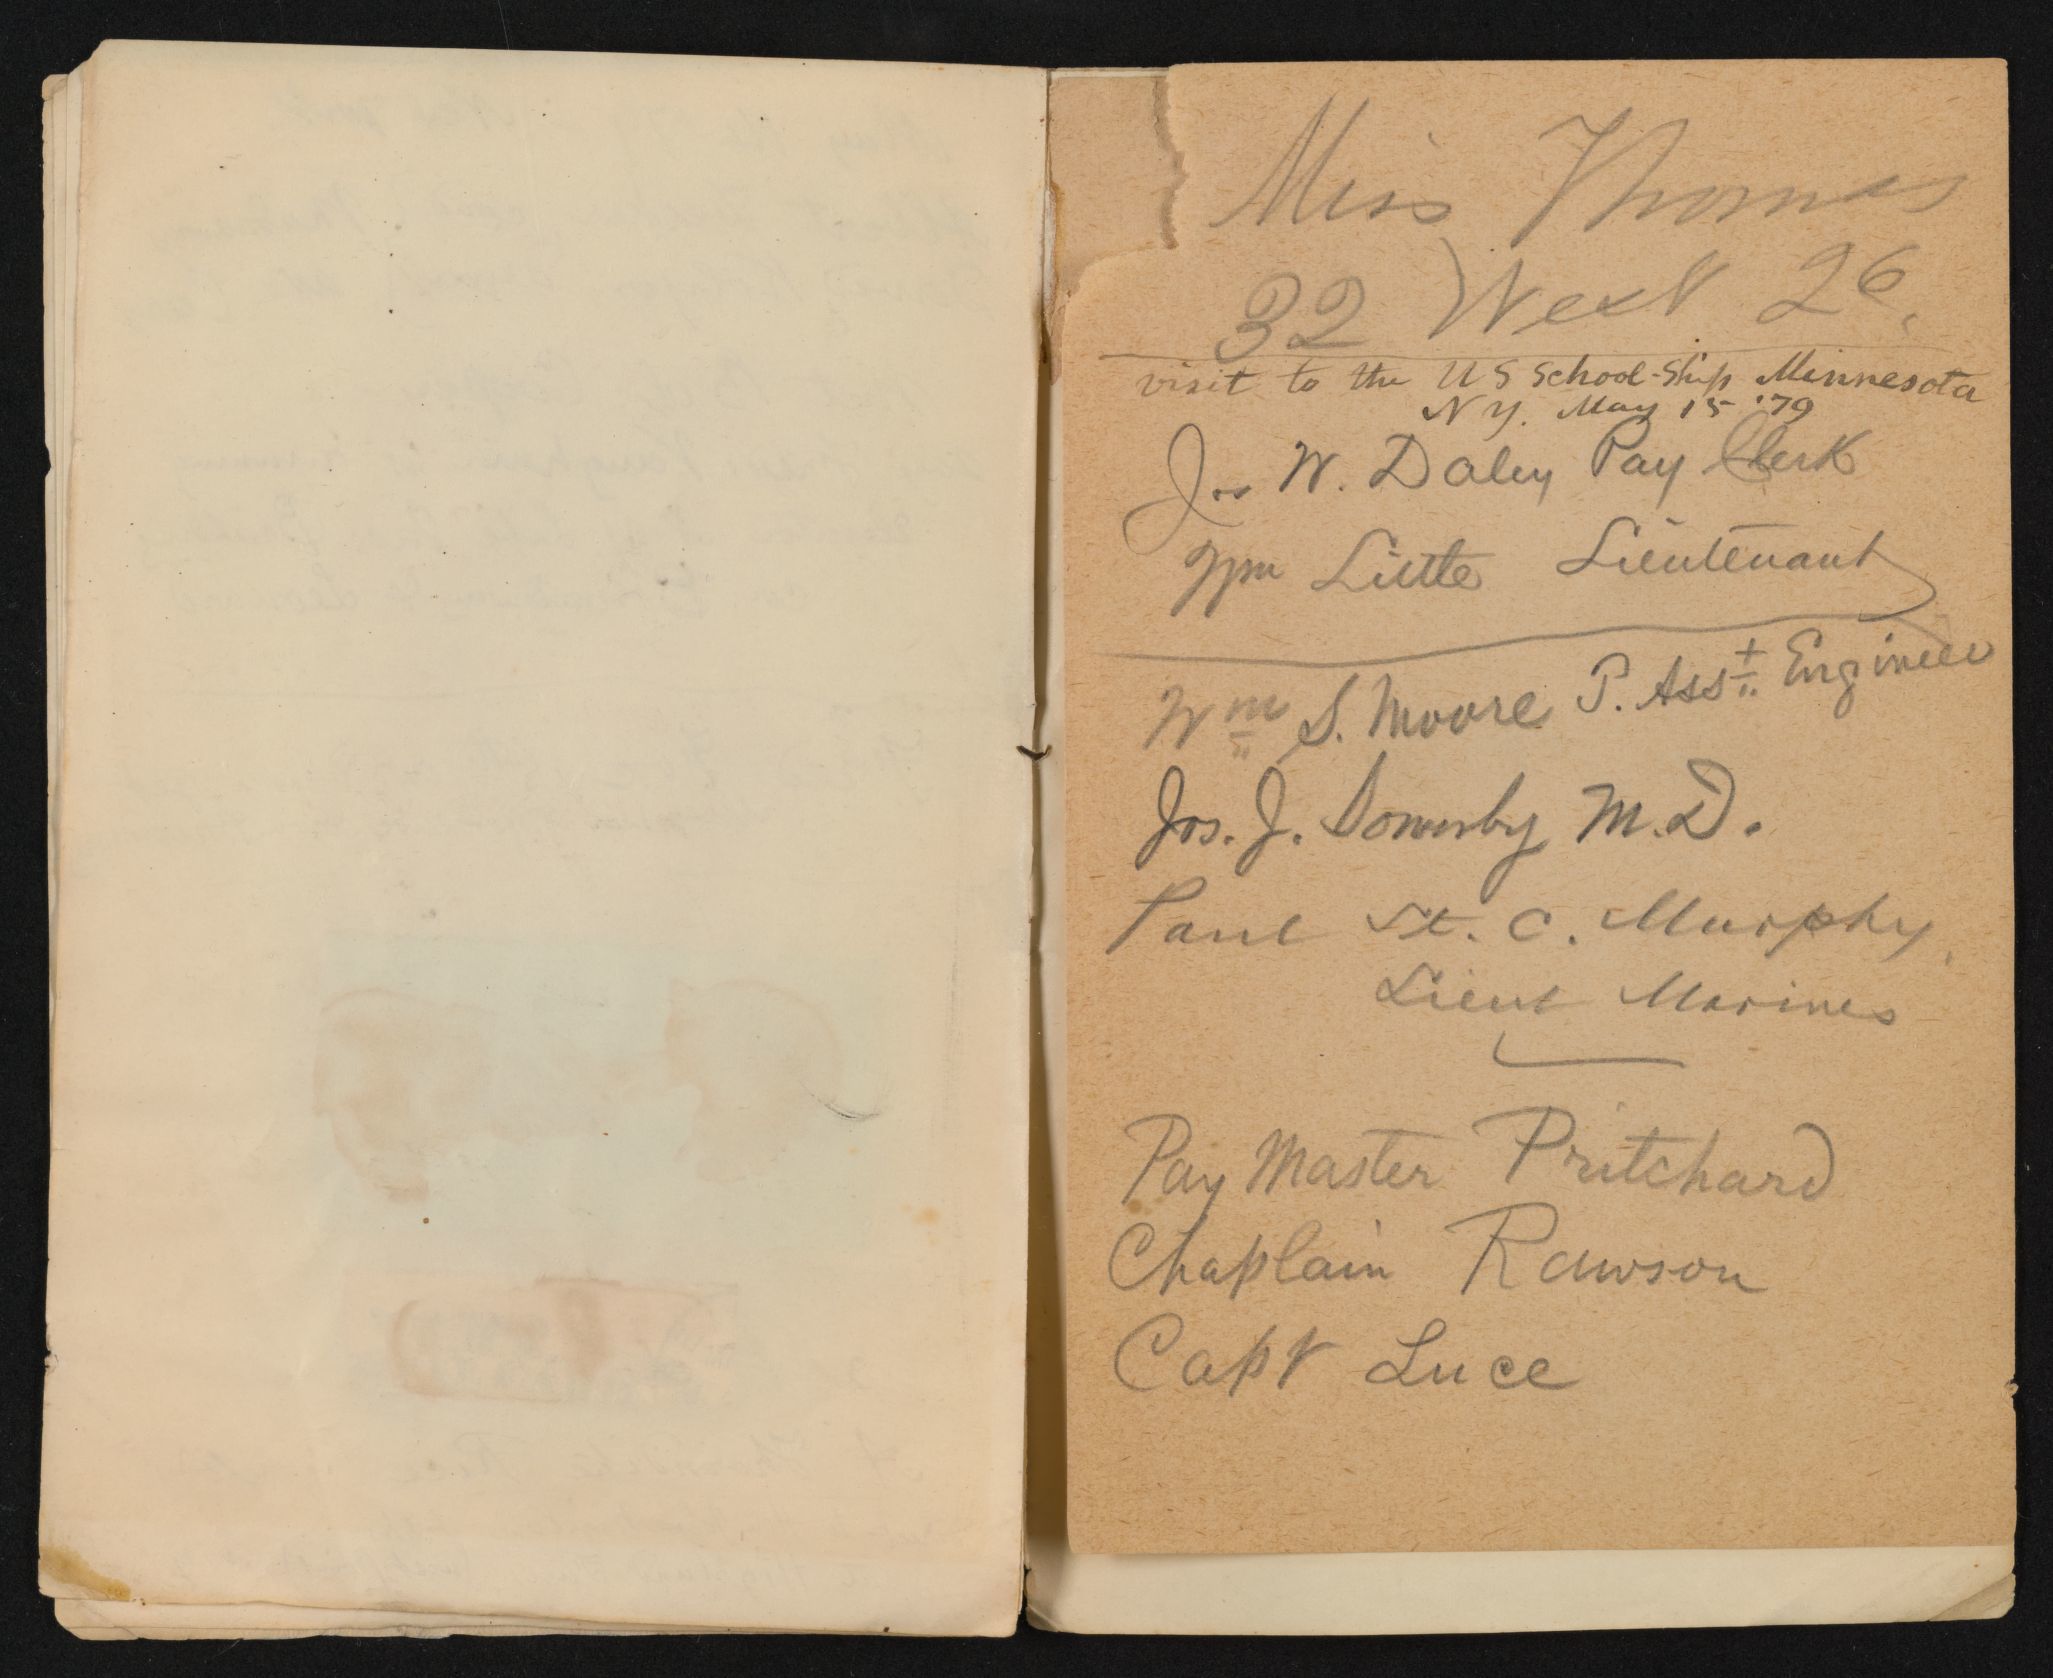 Miss Thomas
32 West 26.
visit to the US School-Ship Minnesota
NY. May 15 '79
Jos W. Daley Pay Clerk
Wm Little Lieutenant
Wm S. Moore P. Asst Engineer
Jos. J. Sowerby M.D.
Paul St. C. Murphy,
Lieut Marines
Pay Master Pritchard
Chaplain Rawson
Capt Luce